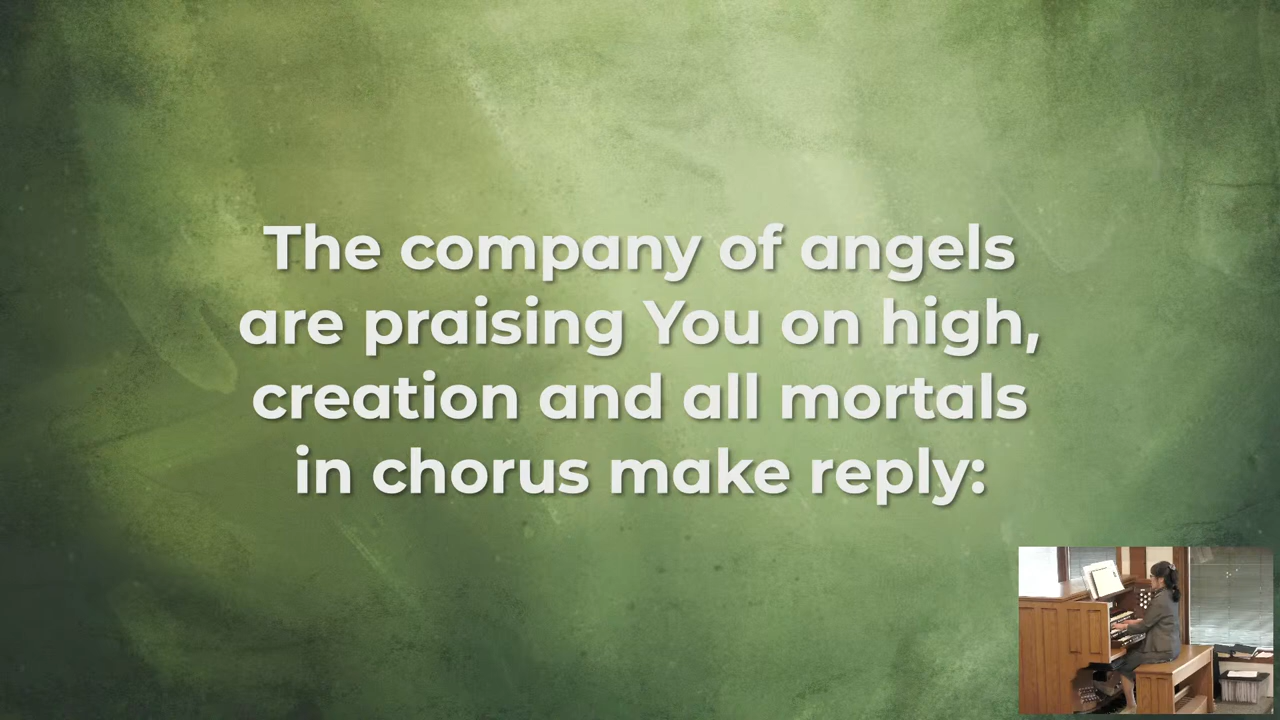 The company of angels
are praising You on high,
creation and all mortals
in chorus make reply: